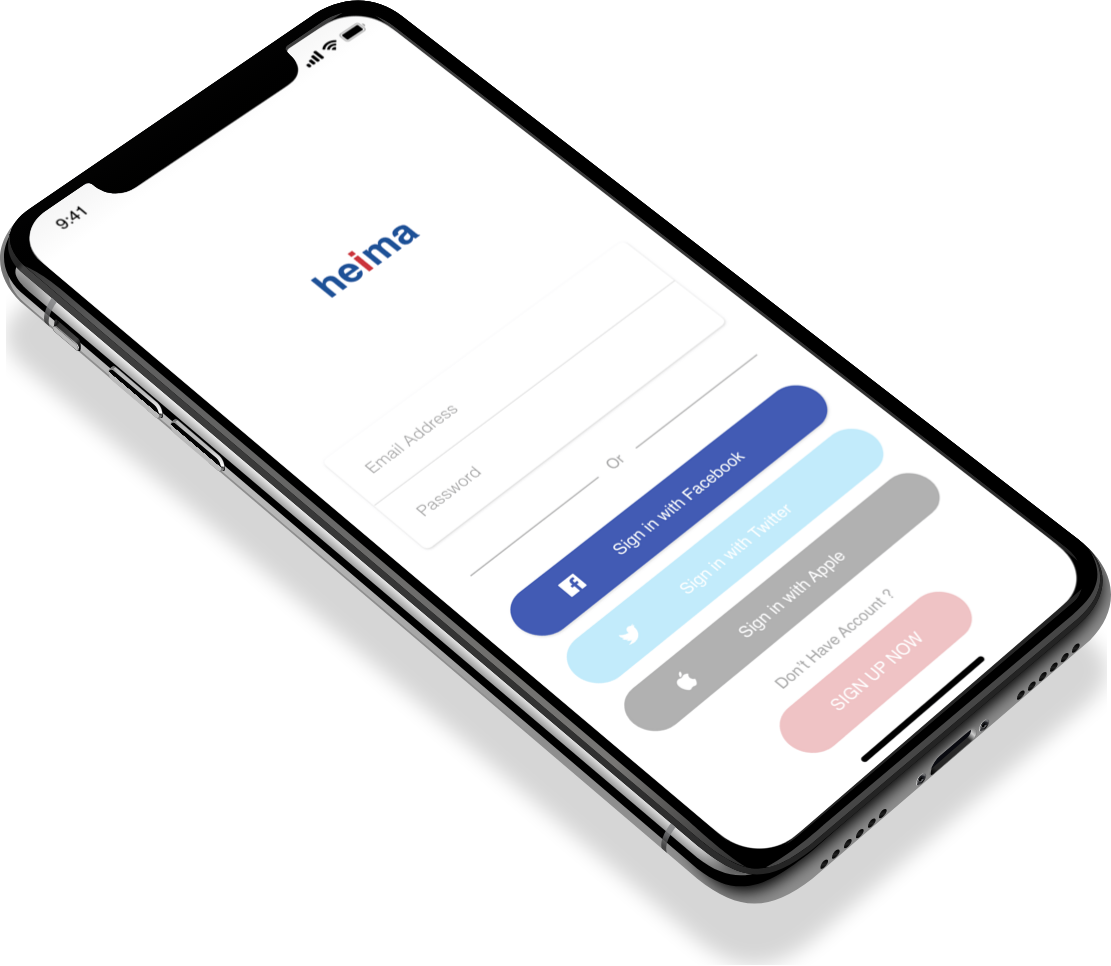 9:41
heima
Email Address
Password
Or
Sign in with Facebook
Sign in with Twitter
Sign in with Apple
Don't Have Account ?
SIGN UP NOW